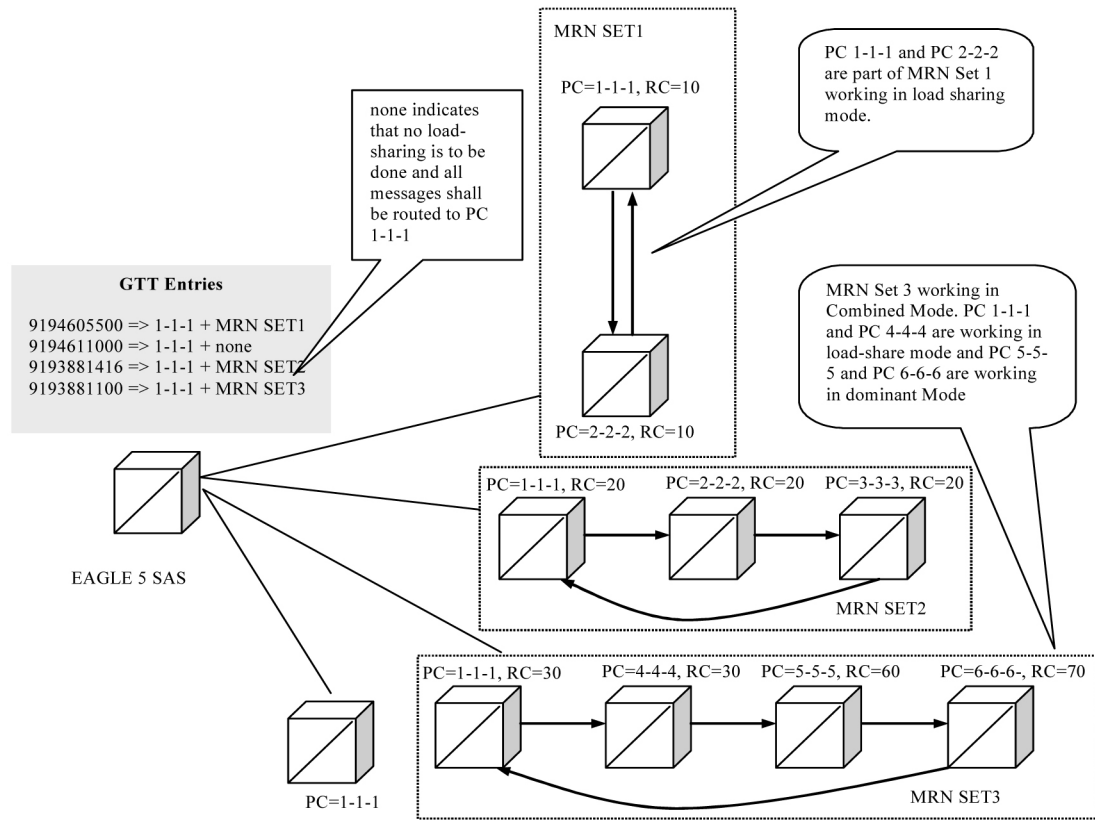 MRN SET1
PC=1-1-1, RC=10
PC=2-2-2, RC=10
PC 1-1-1 and PC 2-2-2
are part of MRN Set 1
working in load sharing
mode.
none indicates
that no load-
sharing is to be
done and all
messages shall
be routed to PC
1-1-1
GTT Entries
9194605500 => 1-1-1 + MRN SET1
9194611000 => 1-1-1 + none
9193881416 => 1-1-1 + MRN SET2
9193881100 => 1-1-1 + MRN SET3
MRN Set 3 working in
Combined Mode. PC 1-1-1
and PC 4-4-4 are working in
load-share mode and PC 5-5-
5 and PC 6-6-6 are working
in dominant Mode
EAGLE 5 SAS
PC=1-1-1, RC=20
PC=2-2-2, RC=20
PC=3-3-3, RC=20
MRN SET2
PC=1-1-1, RC=30
PC=4-4-4, RC=30
PC=5-5-5, RC=60
PC=6-6-6-, RC=70
MRN SET3
PC=1-1-1